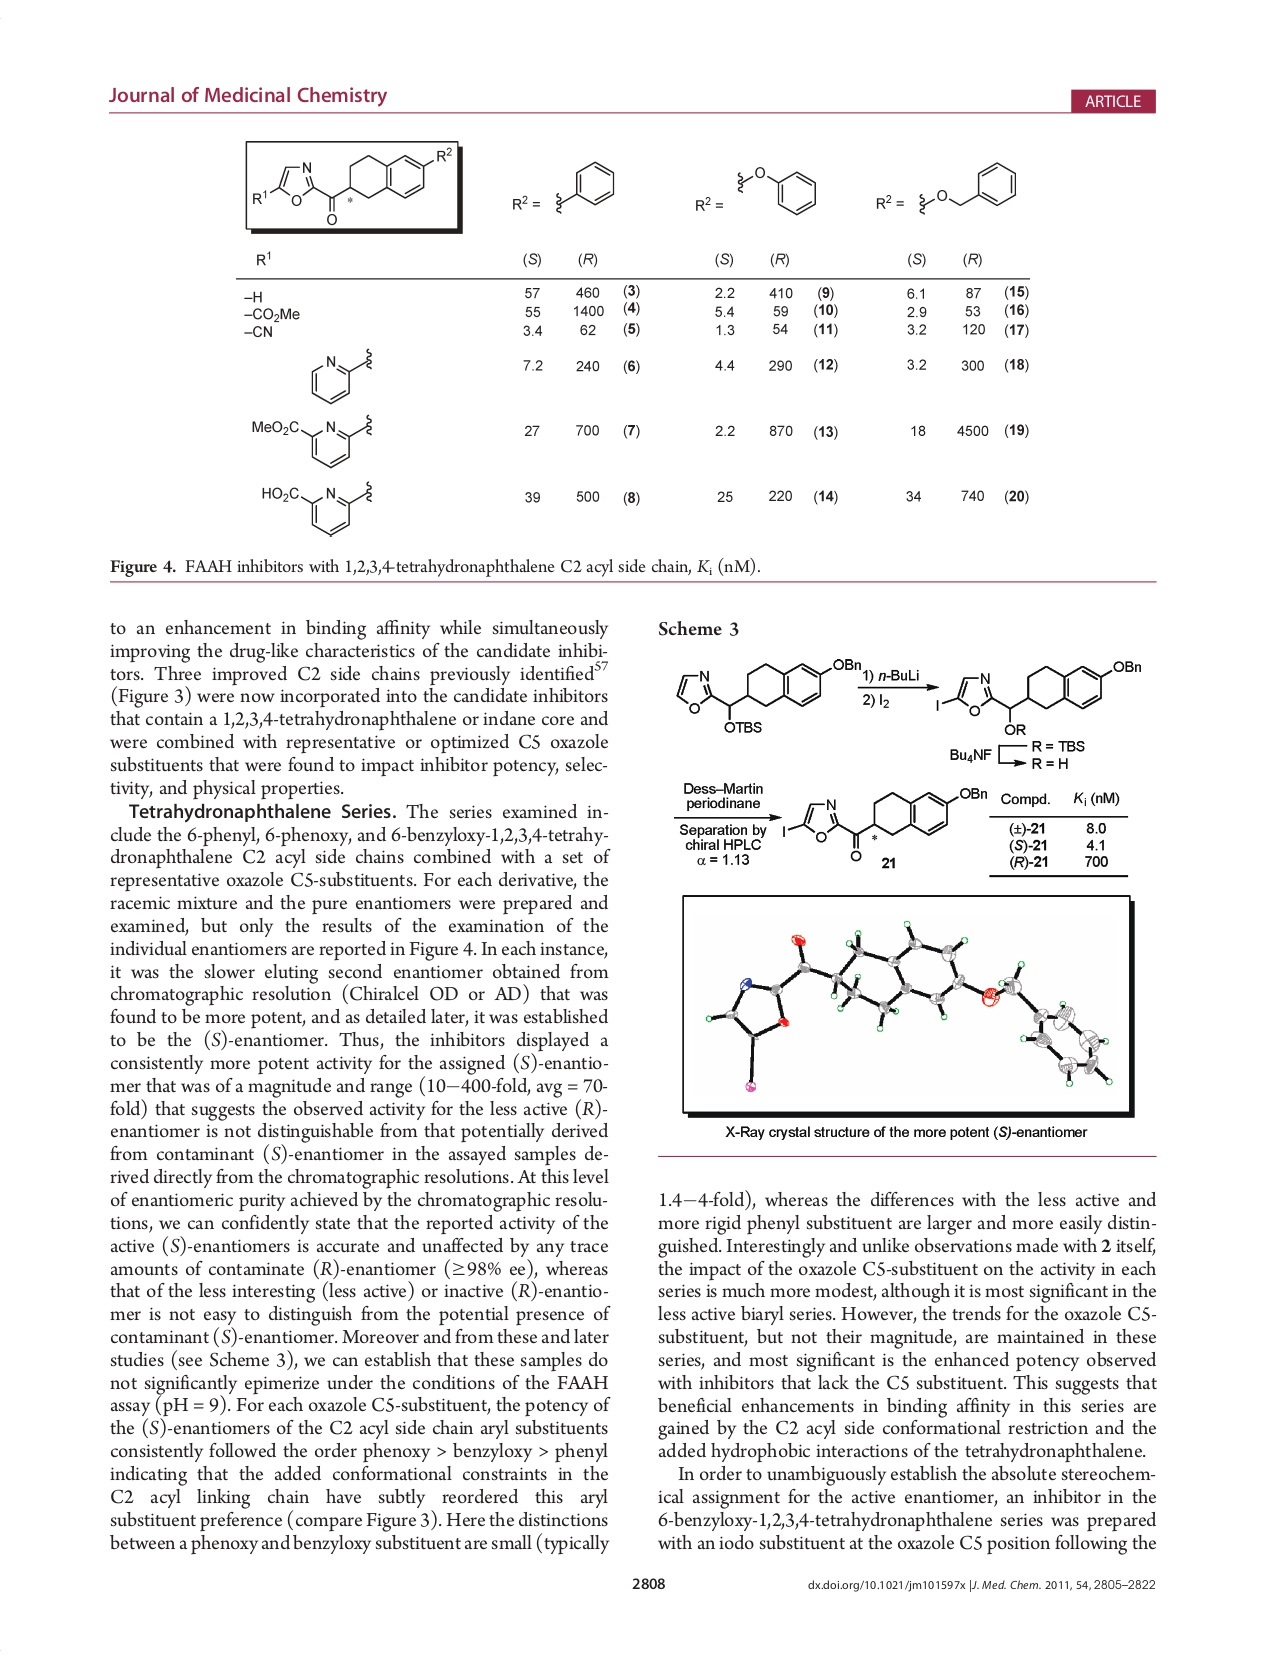 Journal of Medicinal Chemistry
ARTICLE
R¹
N
O
O
*
R²
R² =
R² =
O
R² =
O
R¹
(S) (R)
(S) (R)
(S) (R)
–H 57 460 (3) 2.2 410 (9) 6.1 87 (15)
–CO₂Me 55 1400 (4) 5.4 59 (10) 2.9 53 (16)
–CN 3.4 62 (5) 1.3 54 (11) 3.2 120 (17)
N 7.2 240 (6) 4.4 290 (12) 3.2 300 (18)
MeO₂C N 27 700 (7) 2.2 870 (13) 18 4500 (19)
HO₂C N 39 500 (8) 25 220 (14) 34 740 (20)
Figure 4. FAAH inhibitors with 1,2,3,4-tetrahydronaphthalene C2 acyl side chain, Kᵢ (nM).
to an enhancement in binding affinity while simultaneously
improving the drug-like characteristics of the candidate inhibi-
tors. Three improved C2 side chains previously identified⁵⁷
(Figure 3) were now incorporated into the candidate inhibitors
that contain a 1,2,3,4-tetrahydronaphthalene or indane core and
were combined with representative or optimized C5 oxazole
substituents that were found to impact inhibitor potency, selec-
tivity, and physical properties.
Tetrahydronaphthalene Series. The series examined in-
clude the 6-phenyl, 6-phenoxy, and 6-benzyloxy-1,2,3,4-tetrahy-
dronaphthalene C2 acyl side chains combined with a set of
representative oxazole C5-substituents. For each derivative, the
racemic mixture and the pure enantiomers were prepared and
examined, but only the results of the examination of the
individual enantiomers are reported in Figure 4. In each instance,
it was the slower eluting second enantiomer obtained from
chromatographic resolution (Chiralcel OD or AD) that was
found to be more potent, and as detailed later, it was established
to be the (S)-enantiomer. Thus, the inhibitors displayed a
consistently more potent activity for the assigned (S)-enantio-
mer that was of a magnitude and range (10−400-fold, avg = 70-
fold) that suggests the observed activity for the less active (R)-
enantiomer is not distinguishable from that potentially derived
from contaminant (S)-enantiomer in the assayed samples de-
rived directly from the chromatographic resolutions. At this level
of enantiomeric purity achieved by the chromatographic resolu-
tions, we can confidently state that the reported activity of the
active (S)-enantiomers is accurate and unaffected by any trace
amounts of contaminate (R)-enantiomer (≥98% ee), whereas
that of the less interesting (less active) or inactive (R)-enantio-
mer is not easy to distinguish from the potential presence of
contaminant (S)-enantiomer. Moreover and from these and later
studies (see Scheme 3), we can establish that these samples do
not significantly epimerize under the conditions of the FAAH
assay (pH = 9). For each oxazole C5-substituent, the potency of
the (S)-enantiomers of the C2 acyl side chain aryl substituents
consistently followed the order phenoxy > benzyloxy > phenyl
indicating that the added conformational constraints in the
C2 acyl linking chain have subtly reordered this aryl
substituent preference (compare Figure 3). Here the distinctions
between a phenoxy and benzyloxy substituent are small (typically
Scheme 3
N
O
OTBS
OBn
1) n-BuLi
2) I₂
I
N
O
OR
OBn
Bu₄NF
R = TBS
R = H
Dess–Martin
periodinane
Separation by
chiral HPLC
α = 1.13
I
N
O
O
*
OBn
21
Compd. Kᵢ (nM)
(±)-21 8.0
(S)-21 4.1
(R)-21 700
X-Ray crystal structure of the more potent (S)-enantiomer
1.4−4-fold), whereas the differences with the less active and
more rigid phenyl substituent are larger and more easily distin-
guished. Interestingly and unlike observations made with 2 itself,
the impact of the oxazole C5-substituent on the activity in each
series is much more modest, although it is most significant in the
less active biaryl series. However, the trends for the oxazole C5-
substituent, but not their magnitude, are maintained in these
series, and most significant is the enhanced potency observed
with inhibitors that lack the C5 substituent. This suggests that
beneficial enhancements in binding affinity in this series are
gained by the C2 acyl side conformational restriction and the
added hydrophobic interactions of the tetrahydronaphthalene.
In order to unambiguously establish the absolute stereochem-
ical assignment for the active enantiomer, an inhibitor in the
6-benzyloxy-1,2,3,4-tetrahydronaphthalene series was prepared
with an iodo substituent at the oxazole C5 position following the
2808
dx.doi.org/10.1021/jm101597x |J. Med. Chem. 2011, 54, 2805–2822